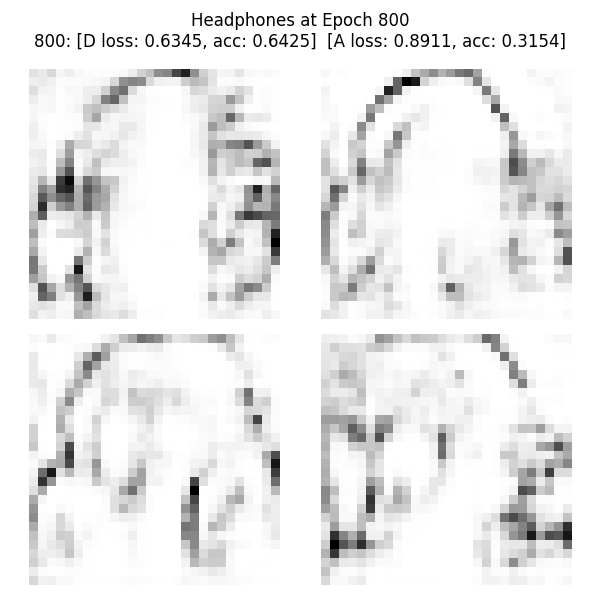 Headphones at Epoch 800
800: [D loss: 0.6345, acc: 0.6425]  [A loss: 0.8911, acc: 0.3154]